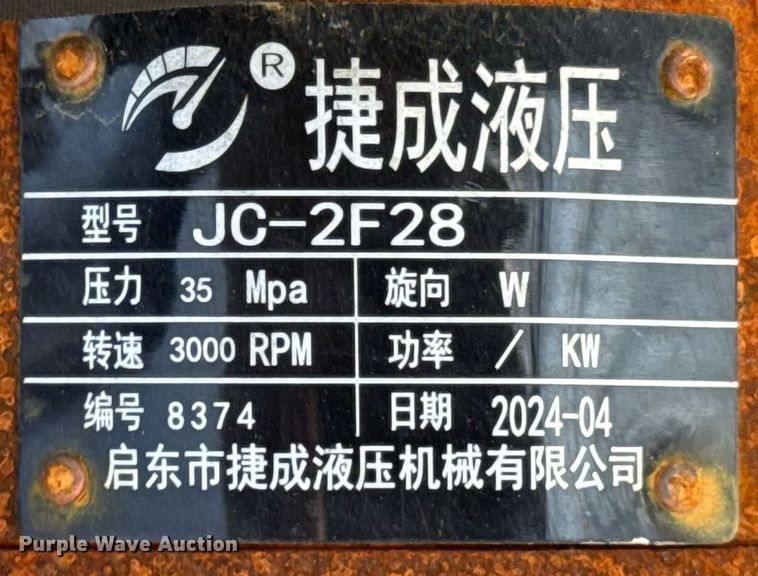 ® 捷成液压
型号 JC-2F28
压力 35 Mpa 旋向 W
转速 3000 RPM 功率 / KW
编号 8374 日期 2024-04
启东市捷成液压机械有限公司
Purple Wave Auction